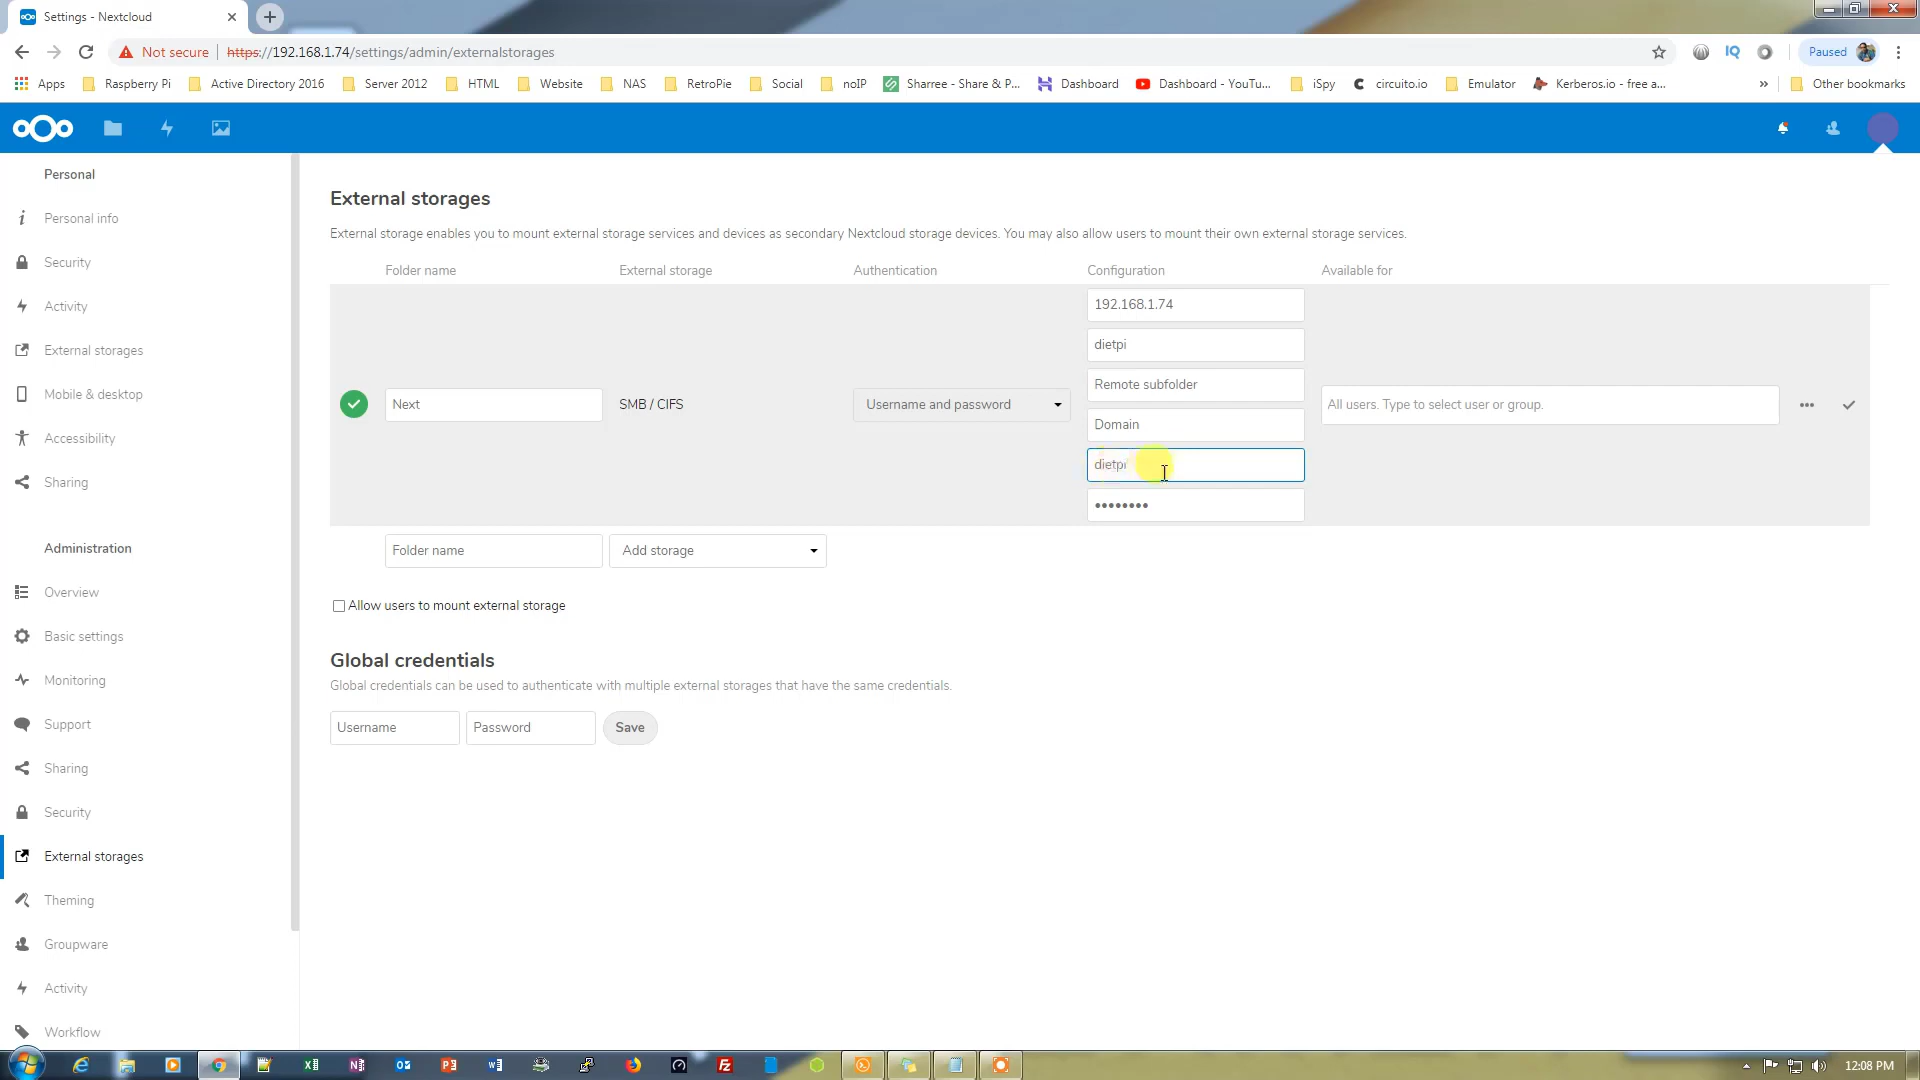 Settings - Nextcloud
Not secure | https://192.168.1.74/settings/admin/externalstorages
IQ
Paused
Apps Raspberry Pi Active Directory 2016 Server 2012 HTML Website NAS RetroPie Social noIP Sharree - Share & P... Dashboard Dashboard - YouTu... iSpy circuito.io Emulator Kerberos.io - free a... » Other bookmarks
Personal
Personal info
Security
Activity
External storages
Mobile & desktop
Accessibility
Sharing
Administration
Overview
Basic settings
Monitoring
Support
Sharing
Security
External storages
Theming
Groupware
Activity
Workflow
External storages
External storage enables you to mount external storage services and devices as secondary Nextcloud storage devices. You may also allow users to mount their own external storage services.
Folder name External storage Authentication Configuration Available for
192.168.1.74
dietpi
Remote subfolder
Next SMB / CIFS Username and password All users. Type to select user or group.
Domain
dietpi
••••••••
Folder name Add storage
Allow users to mount external storage
Global credentials
Global credentials can be used to authenticate with multiple external storages that have the same credentials.
Username Password Save
12:08 PM